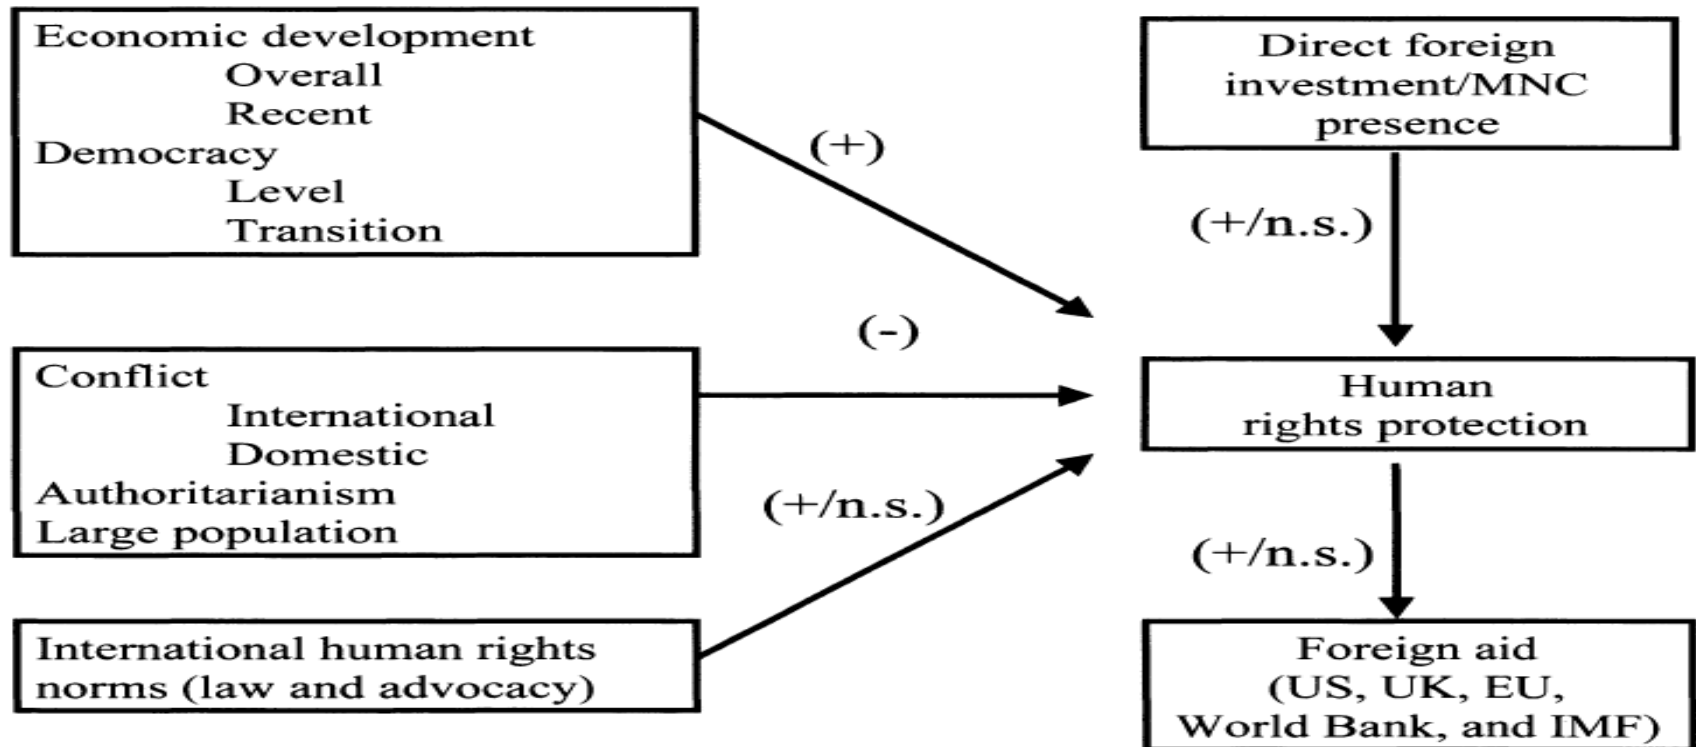 Economic development
Overall
Recent
Democracy
Level
Transition
(+)
Direct foreign
investment/MNC
presence
(+/n.s.)
(-)
Conflict
International
Domestic
Authoritarianism
Large population
Human
rights protection
(+/n.s.)
(+/n.s.)
International human rights
norms (law and advocacy)
Foreign aid
(US, UK, EU,
World Bank, and IMF)